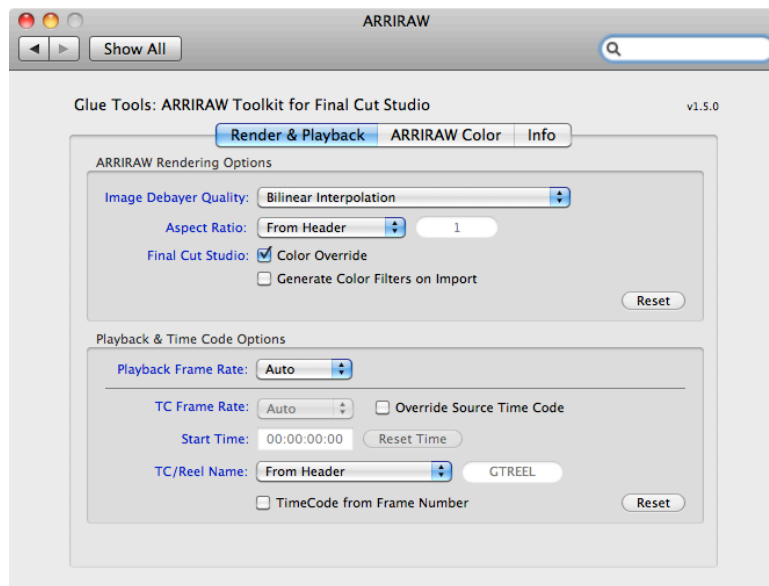 ARRIRAW
Show All
Glue Tools: ARRIRAW Toolkit for Final Cut Studio v1.5.0
Render & Playback ARRIRAW Color Info
ARRIRAW Rendering Options
Image Debayer Quality: Bilinear Interpolation
Aspect Ratio: From Header 1
Final Cut Studio: Color Override
Generate Color Filters on Import
Reset
Playback & Time Code Options
Playback Frame Rate: Auto
TC Frame Rate: Auto Override Source Time Code
Start Time: 00:00:00:00 Reset Time
TC/Reel Name: From Header GTREEL
TimeCode from Frame Number Reset